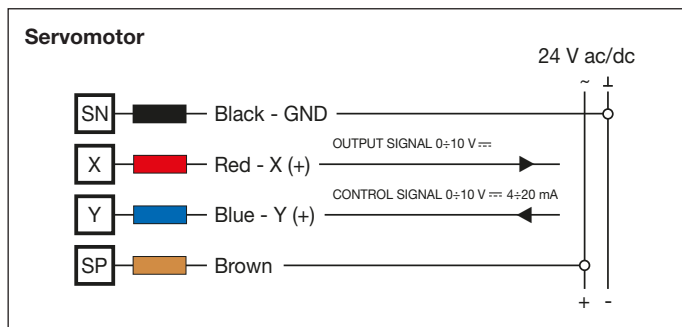 Servomotor
24 V ac/dc
~ ⊥
SN Black - GND
X Red - X (+) OUTPUT SIGNAL 0÷10 V ⎓
Y Blue - Y (+) CONTROL SIGNAL 0÷10 V ⎓ 4÷20 mA
SP Brown
+ -